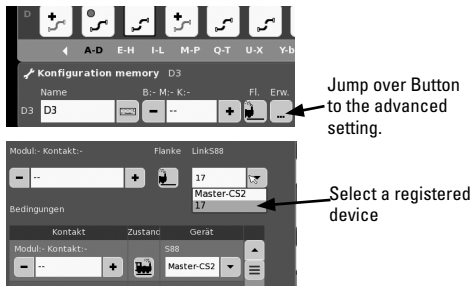 D
A-D E-H I-L M-P Q-T U-X Y-b
Konfiguration memory D3
Name B:- M:- K:- Fl. Erw.
D3 D3 -- ...
Jump over Button
to the advanced
setting.
Modul:- Kontakt:- Flanke LinkS88
-- 17
Master-CS2
17
Select a registered
device
Bedingungen
Kontakt Zustand Gerät
Modul:- Kontakt:- S88
-- Master-CS2